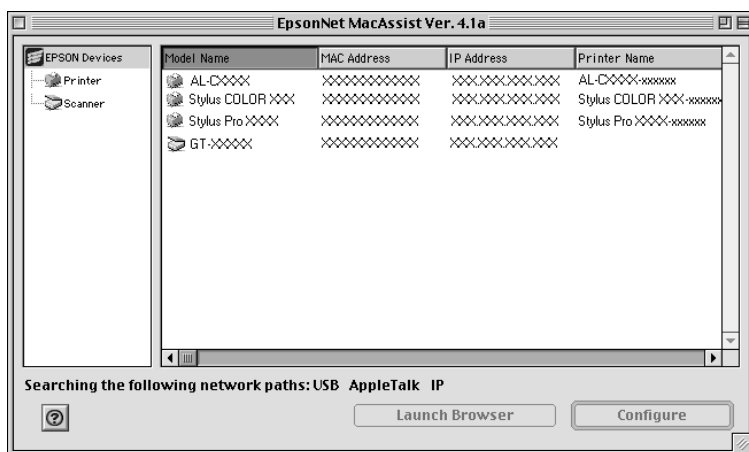 EpsonNet MacAssist Ver. 4.1a
EPSON Devices
Printer
Scanner
Model Name MAC Address IP Address Printer Name
AL-CXXXX XXXXXXXXXXXX XXX.XXX.XXX.XXX AL-CXXXX-xxxxxx
Stylus COLOR XXX XXXXXXXXXXXX XXX.XXX.XXX.XXX Stylus COLOR XXX-xxxxxx
Stylus Pro XXXX XXXXXXXXXXXX XXX.XXX.XXX.XXX Stylus Pro XXXX-xxxxxx
GT-XXXXX XXXXXXXXXXXX XXX.XXX.XXX.XXX
Searching the following network paths: USB AppleTalk IP
? Launch Browser Configure